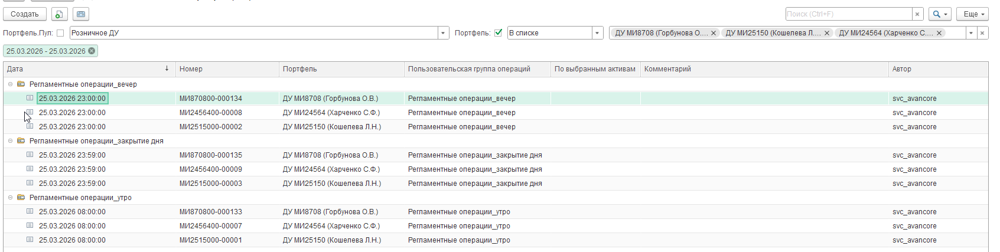 Создать Поиск (Ctrl+F) × Еще
Портфель.Пул: Розничное ДУ Портфель: В списке ДУ МИ8708 (Горбунова О.... × ДУ МИ25150 (Кошелева Л.... × ДУ МИ24564 (Харченко С.... × ×
25.03.2026 - 25.03.2026
Дата ↓ Номер Портфель Пользовательская группа операций По выбранным активам Комментарий Автор
Регламентные операции_вечер
25.03.2026 23:00:00 МИ870800-000134 ДУ МИ8708 (Горбунова О.В.) Регламентные операции_вечер svc_avancore
25.03.2026 23:00:00 МИ2456400-00008 ДУ МИ24564 (Харченко С.Ф.) Регламентные операции_вечер svc_avancore
25.03.2026 23:00:00 МИ2515000-00002 ДУ МИ25150 (Кошелева Л.Н.) Регламентные операции_вечер svc_avancore
Регламентные операции_закрытие дня
25.03.2026 23:59:00 МИ870800-000135 ДУ МИ8708 (Горбунова О.В.) Регламентные операции_закрытие дня svc_avancore
25.03.2026 23:59:00 МИ2456400-00009 ДУ МИ24564 (Харченко С.Ф.) Регламентные операции_закрытие дня svc_avancore
25.03.2026 23:59:00 МИ2515000-00003 ДУ МИ25150 (Кошелева Л.Н.) Регламентные операции_закрытие дня svc_avancore
Регламентные операции_утро
25.03.2026 08:00:00 МИ870800-000133 ДУ МИ8708 (Горбунова О.В.) Регламентные операции_утро svc_avancore
25.03.2026 08:00:00 МИ2456400-00007 ДУ МИ24564 (Харченко С.Ф.) Регламентные операции_утро svc_avancore
25.03.2026 08:00:00 МИ2515000-00001 ДУ МИ25150 (Кошелева Л.Н.) Регламентные операции_утро svc_avancore